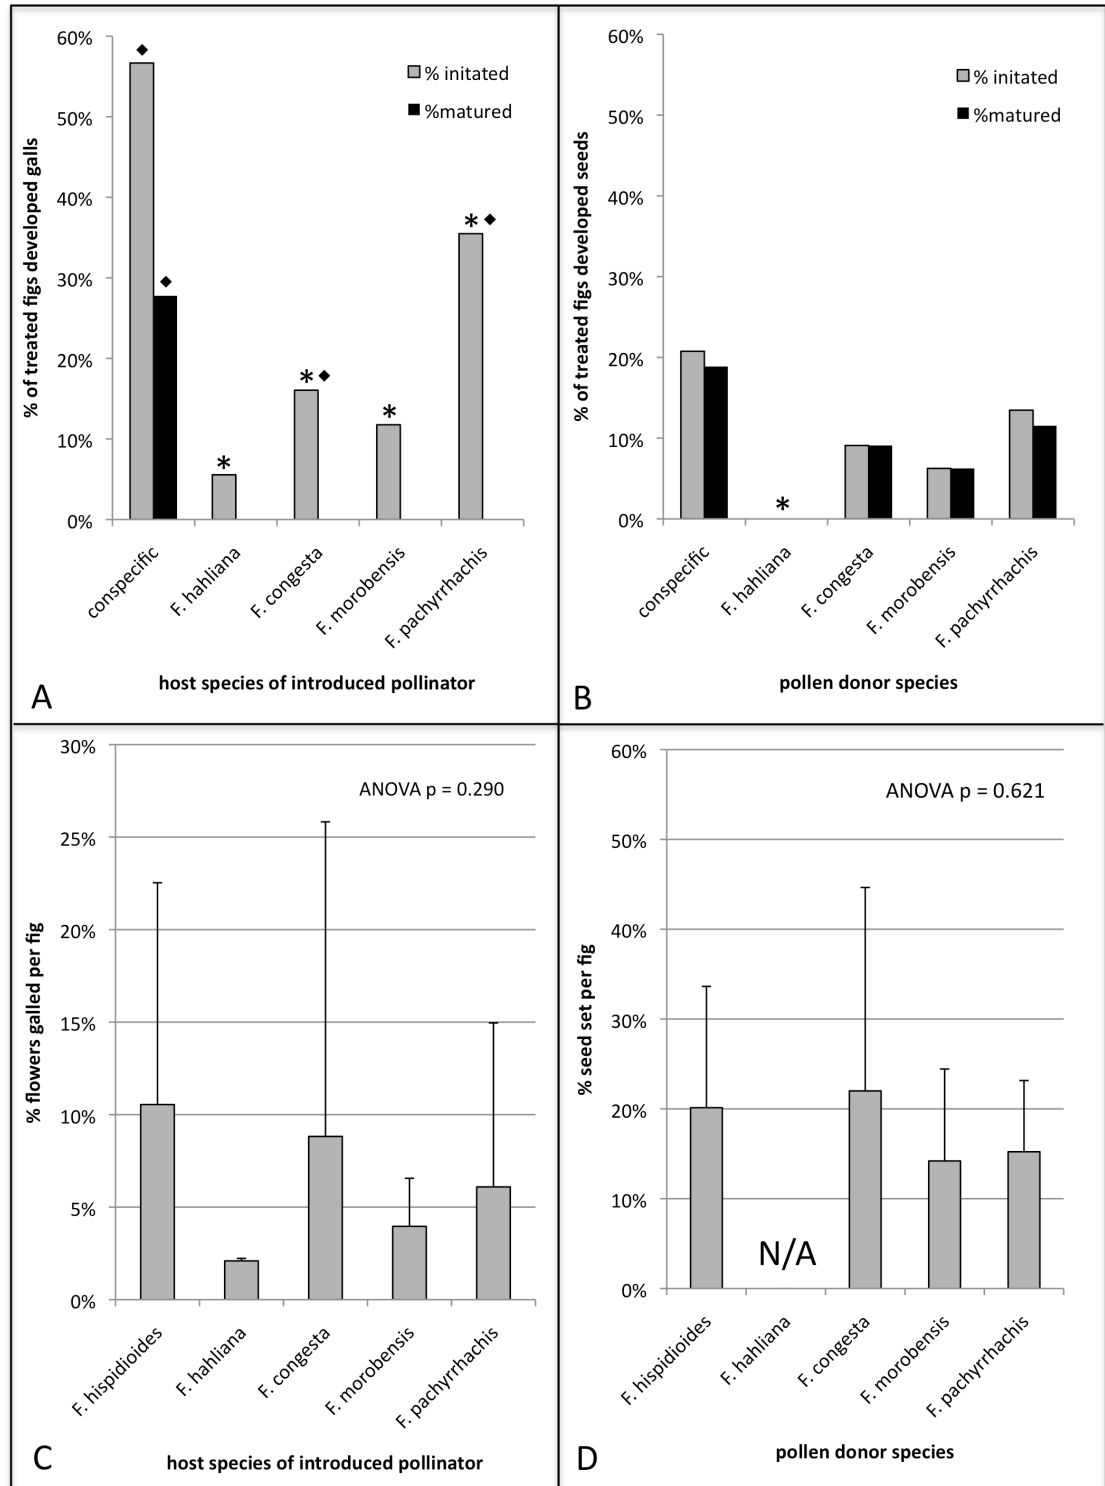 60%
50%
40%
30%
20%
10%
0%
% of treated figs developed galls
% initated
%matured
* * * *
conspecific
F. hahliana
F. congesta
F. morobensis
F. pachyrrhachis
host species of introduced pollinator
A
60%
50%
40%
30%
20%
10%
0%
% of treated figs developed seeds
% initated
%matured
*
conspecific
F. hahliana
F. congesta
F. morobensis
F. pachyrrhachis
pollen donor species
B
30%
25%
20%
15%
10%
5%
0%
% flowers galled per fig
ANOVA p = 0.290
F. hispidioides
F. hahliana
F. congesta
F. morobensis
F. pachyrrhachis
host species of introduced pollinator
C
60%
50%
40%
30%
20%
10%
0%
% seed set per fig
ANOVA p = 0.621
N/A
F. hispidioides
F. hahliana
F. congesta
F. morobensis
F. pachyrrhachis
pollen donor species
D